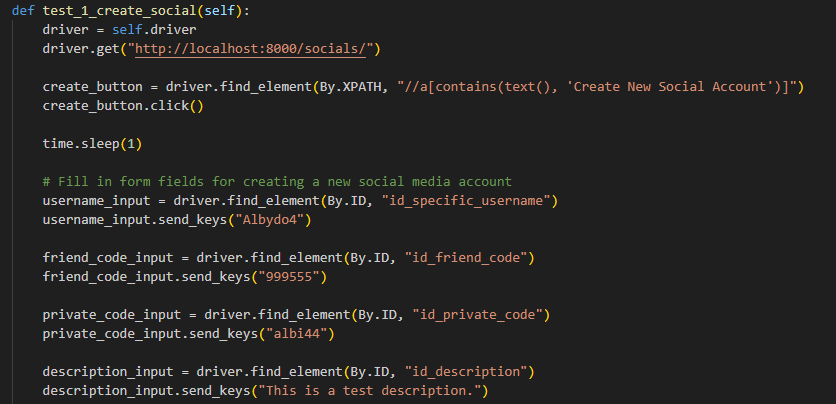 def test_1_create_social(self):
    driver = self.driver
    driver.get("http://localhost:8000/socials/")

    create_button = driver.find_element(By.XPATH, "//a[contains(text(), 'Create New Social Account')]")
    create_button.click()

    time.sleep(1)

    # Fill in form fields for creating a new social media account
    username_input = driver.find_element(By.ID, "id_specific_username")
    username_input.send_keys("Albydo4")

    friend_code_input = driver.find_element(By.ID, "id_friend_code")
    friend_code_input.send_keys("999555")

    private_code_input = driver.find_element(By.ID, "id_private_code")
    private_code_input.send_keys("albi44")

    description_input = driver.find_element(By.ID, "id_description")
    description_input.send_keys("This is a test description.")